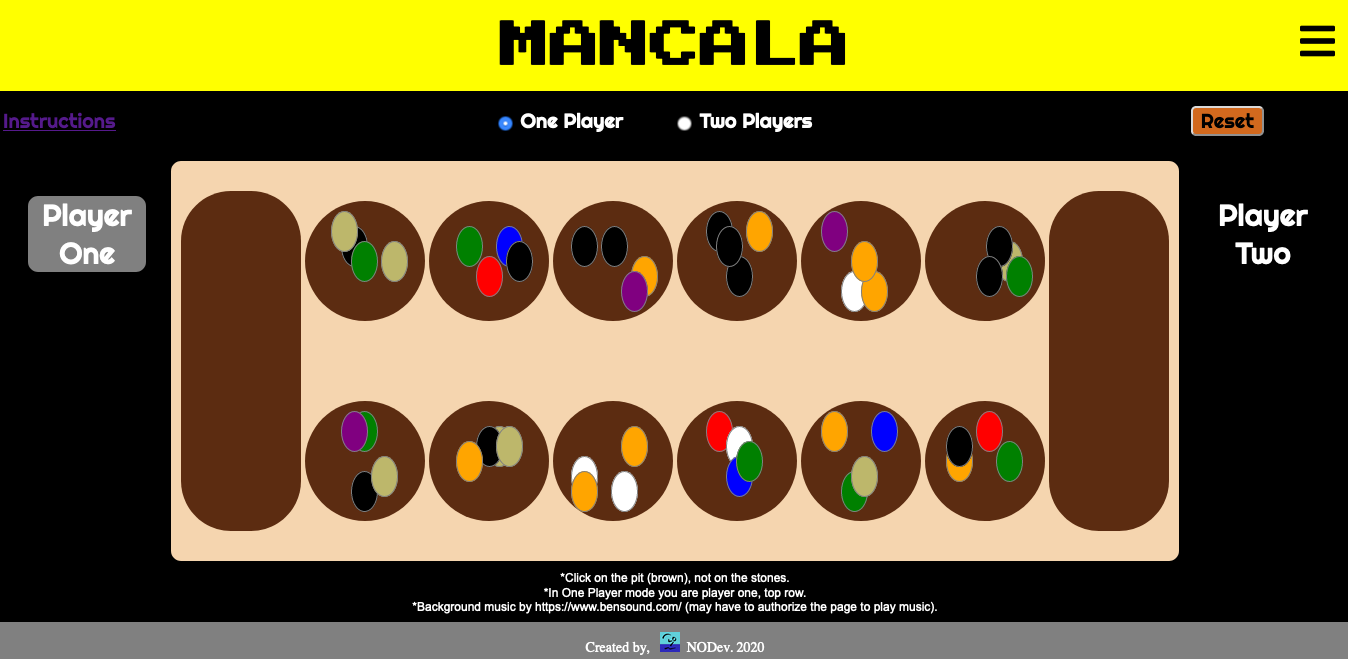 MANCALA
Instructions
One Player
Two Players
Reset
Player
One
Player
Two
*Click on the pit (brown), not on the stones.
*In One Player mode you are player one, top row.
*Background music by https://www.bensound.com/ (may have to authorize the page to play music).
Created by, NODev. 2020